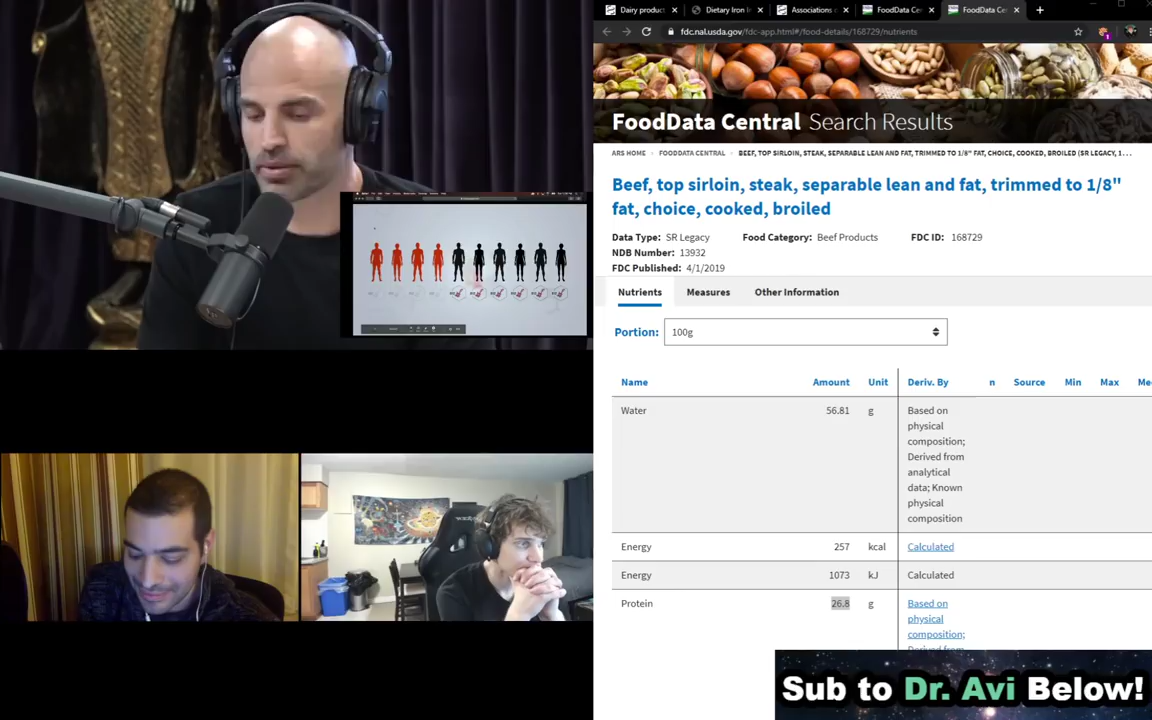 Dairy product
Dietary Iron I
Associations a
FoodData Cen
FoodData Cen
fdc.nal.usda.gov/fdc-app.html#/food-details/168729/nutrients
FoodData Central Search Results
ARS HOME FOODDATA CENTRAL BEEF, TOP SIRLOIN, STEAK, SEPARABLE LEAN AND FAT, TRIMMED TO 1/8" FAT, CHOICE, COOKED, BROILED (SR LEGACY, 1...
Beef, top sirloin, steak, separable lean and fat, trimmed to 1/8"
fat, choice, cooked, broiled
Data Type: SR Legacy Food Category: Beef Products FDC ID: 168729
NDB Number: 13932
FDC Published: 4/1/2019
Nutrients Measures Other Information
Portion: 100g
Name Amount Unit Deriv. By n Source Min Max Me
Water 56.81 g Based on
physical
composition;
Derived from
analytical
data; Known
physical
composition
Energy 257 kcal Calculated
Energy 1073 kJ Calculated
Protein 26.8 g Based on
physical
composition;
Derived from
Sub to Dr. Avi Below!